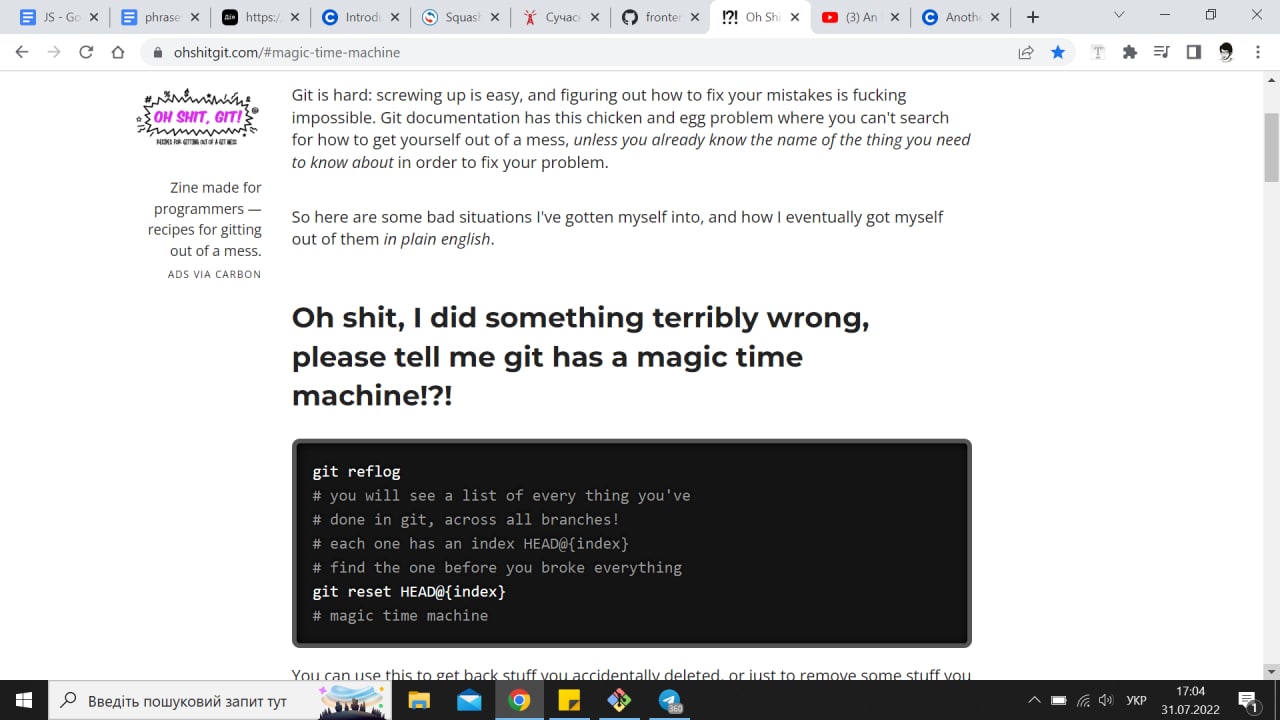 JS - Go
phrase
Дія
https:/
Introd
Squas
Сучас
fronter
!?! Oh Shi
(3) An
Anoth
ohshitgit.com/#magic-time-machine
OH SHIT, GIT!
RECIPES FOR GETTING OUT OF A GIT MESS
Zine made for
programmers —
recipes for gitting
out of a mess.
ADS VIA CARBON
Git is hard: screwing up is easy, and figuring out how to fix your mistakes is fucking
impossible. Git documentation has this chicken and egg problem where you can't search
for how to get yourself out of a mess, unless you already know the name of the thing you need
to know about in order to fix your problem.
So here are some bad situations I've gotten myself into, and how I eventually got myself
out of them in plain english.
Oh shit, I did something terribly wrong,
please tell me git has a magic time
machine!?!
git reflog
# you will see a list of every thing you've
# done in git, across all branches!
# each one has an index HEAD@{index}
# find the one before you broke everything
git reset HEAD@{index}
# magic time machine
You can use this to get back stuff you accidentally deleted, or just to remove some stuff you
Введіть пошуковий запит тут
360
УКР
17:04
31.07.2022
1